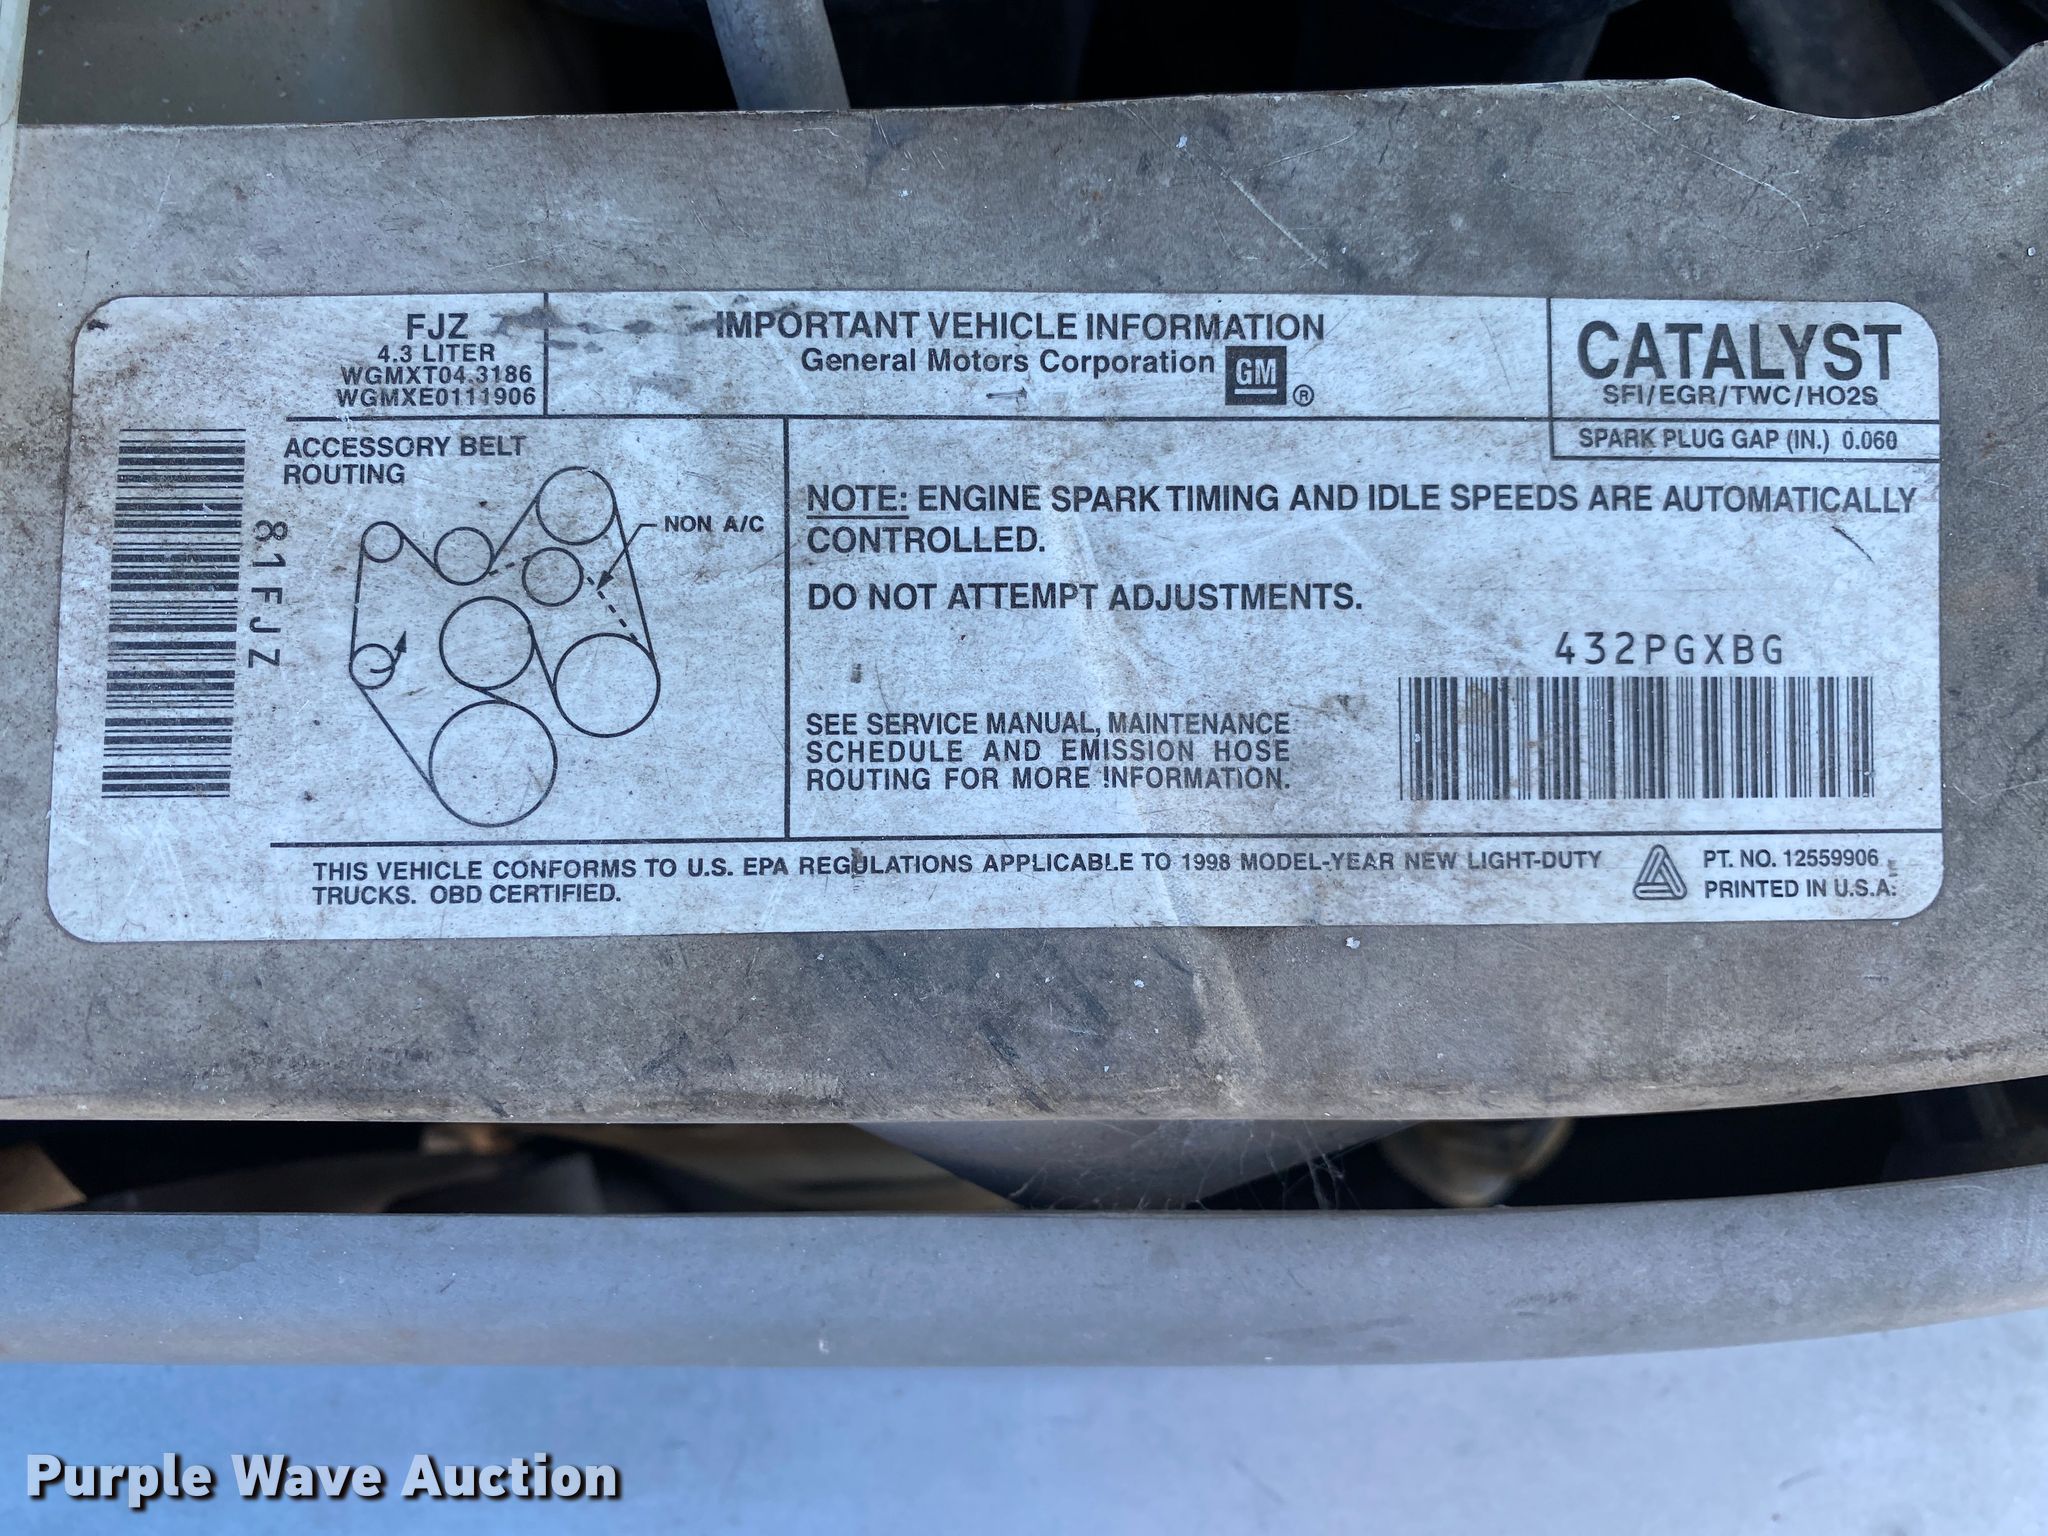 FJZ
4.3 LITER
WGMXT04.3186
WGMXE0111906
IMPORTANT VEHICLE INFORMATION
General Motors Corporation GM ®
CATALYST
SFI/EGR/TWC/HO2S
SPARK PLUG GAP (IN.) 0.060
ACCESSORY BELT
ROUTING
NON A/C
81FJZ
NOTE: ENGINE SPARK TIMING AND IDLE SPEEDS ARE AUTOMATICALLY
CONTROLLED.
DO NOT ATTEMPT ADJUSTMENTS.
432PGXBG
SEE SERVICE MANUAL, MAINTENANCE
SCHEDULE AND EMISSION HOSE
ROUTING FOR MORE INFORMATION.
THIS VEHICLE CONFORMS TO U.S. EPA REGULATIONS APPLICABLE TO 1998 MODEL-YEAR NEW LIGHT-DUTY
TRUCKS. OBD CERTIFIED.
PT. NO. 12559906
PRINTED IN U.S.A.
Purple Wave Auction